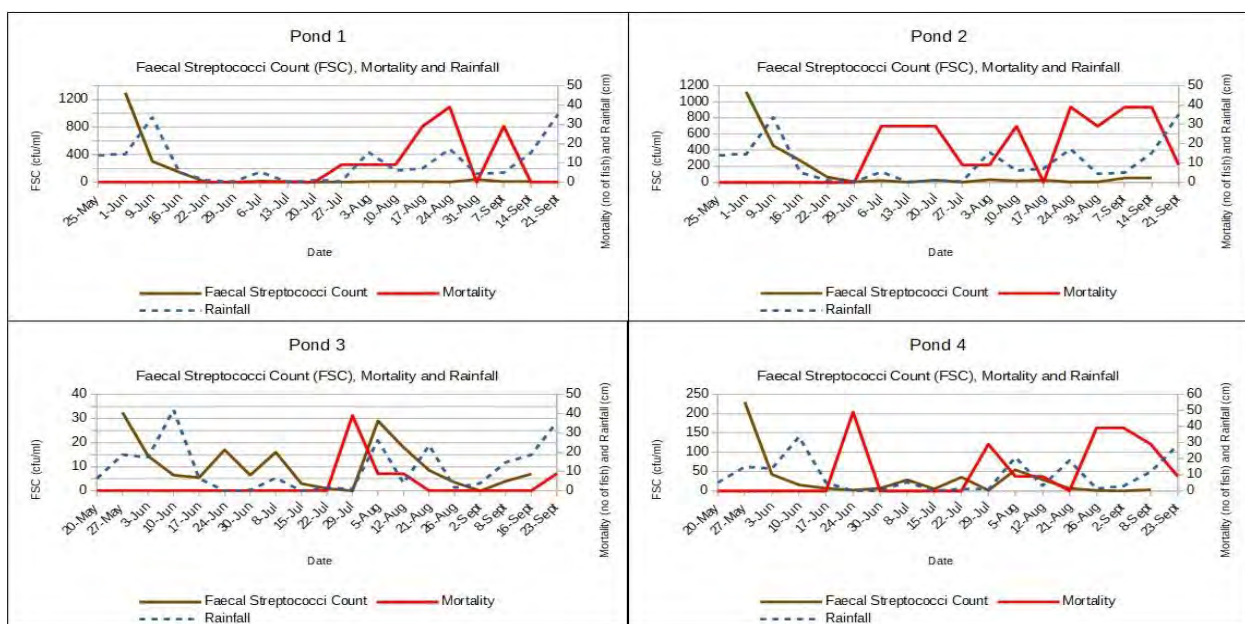 Pond 1
Faecal Streptococci Count (FSC), Mortality and Rainfall
FSC (cfu/ml)
1200
800
400
0
50
40
30
20
10
0
Mortality (no of fish) and Rainfall (cm)
25-May
1-Jun
9-Jun
16-Jun
22-Jun
29-Jun
6-Jul
13-Jul
20-Jul
27-Jul
3-Aug
10-Aug
17-Aug
24-Aug
31-Aug
7-Sept
14-Sept
21-Sept
Date
Faecal Streptococci Count
Mortality
Rainfall
Pond 2
Faecal Streptococci Count (FSC), Mortality and Rainfall
FSC (cfu/ml)
1200
1000
800
600
400
200
0
50
40
30
20
10
0
Mortality (no of fish) and Rainfall (cm)
25-May
1-Jun
9-Jun
16-Jun
22-Jun
29-Jun
6-Jul
13-Jul
20-Jul
27-Jul
3-Aug
10-Aug
17-Aug
24-Aug
31-Aug
7-Sept
14-Sept
21-Sept
Date
Faecal Streptococci Count
Mortality
Rainfall
Pond 3
Faecal Streptococci Count (FSC), Mortality and Rainfall
FSC (cfu/ml)
40
30
20
10
0
50
40
30
20
10
0
Mortality (no of fish) and Rainfall (cm)
20-May
27-May
3-Jun
10-Jun
17-Jun
24-Jun
30-Jun
8-Jul
15-Jul
22-Jul
29-Jul
5-Aug
12-Aug
21-Aug
26-Aug
2-Sept
8-Sept
16-Sept
23-Sept
Date
Faecal Streptococci Count
Mortality
Rainfall
Pond 4
Faecal Streptococci Count (FSC), Mortality and Rainfall
FSC (cfu/ml)
250
200
150
100
50
0
60
50
40
30
20
10
0
Mortality (no of fish) and Rainfall (cm)
20-May
27-May
3-Jun
10-Jun
17-Jun
24-Jun
30-Jun
8-Jul
15-Jul
22-Jul
29-Jul
5-Aug
12-Aug
21-Aug
26-Aug
2-Sept
8-Sept
23-Sept
Date
Faecal Streptococci Count
Mortality
Rainfall